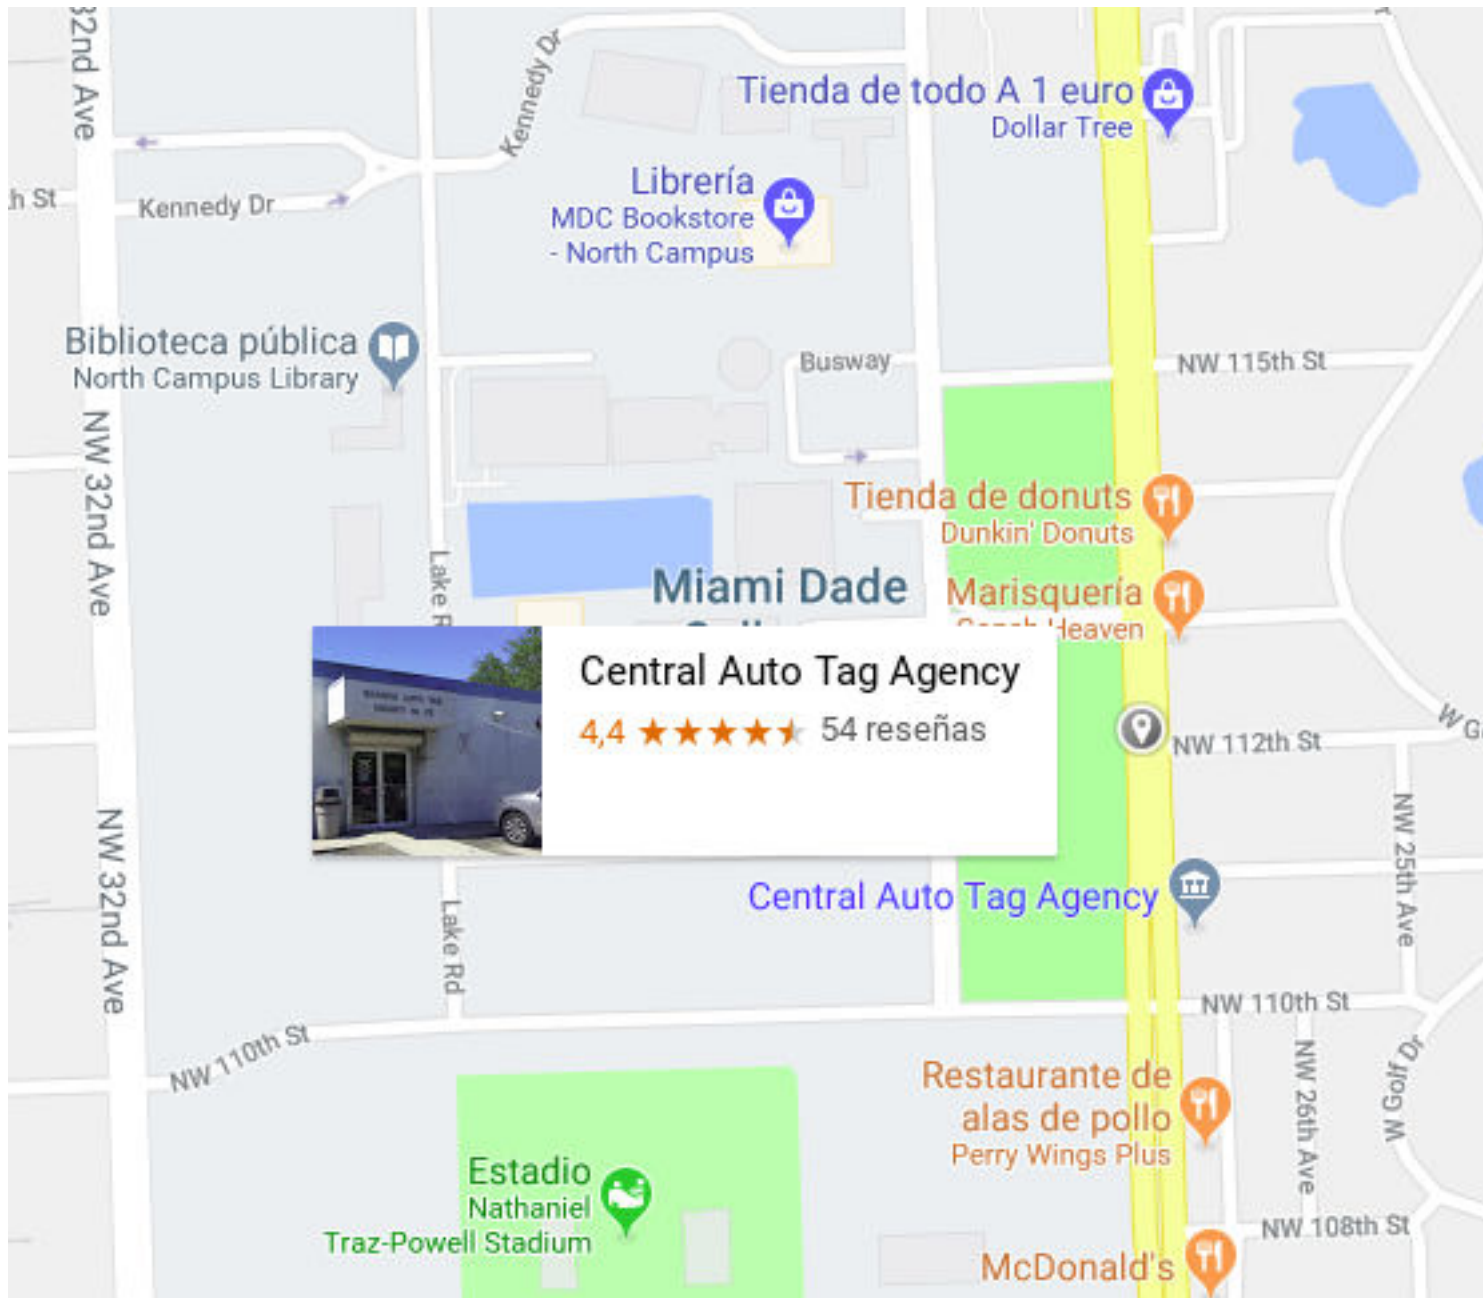 32nd Ave
Kennedy Dr
Tienda de todo A 1 euro
Dollar Tree
Librería
MDC Bookstore
- North Campus
h St
Kennedy Dr
Biblioteca pública
North Campus Library
Busway
NW 115th St
NW 32nd Ave
Tienda de donuts
Dunkin' Donuts
Lake R
Miami Dade
Marisquería
Heaven
Central Auto Tag Agency
4,4
54 reseñas
NW 112th St
W G
NW 32nd Ave
NW 25th Ave
Central Auto Tag Agency
Lake Rd
NW 110th St
NW 110th St
NW 26th Ave
W Golf Dr
Restaurante de
alas de pollo
Perry Wings Plus
Estadio
Nathaniel
Traz-Powell Stadium
NW 108th St
McDonald's